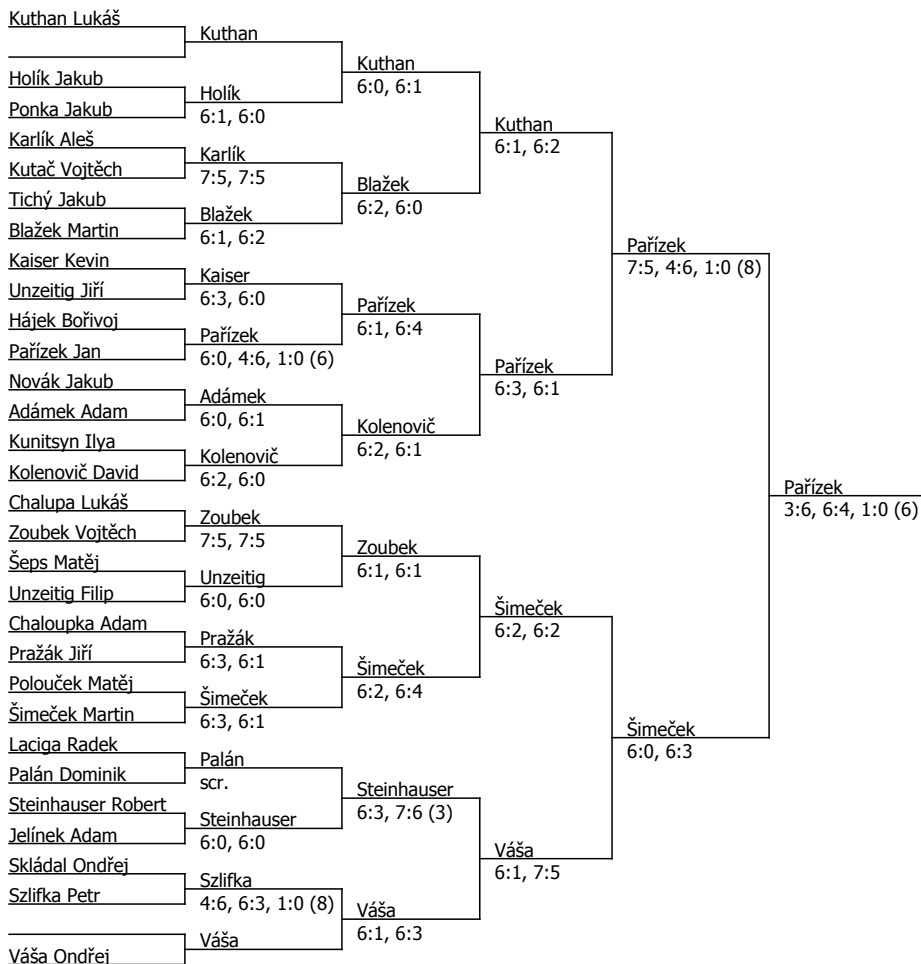 Kuthan Lukáš
Kuthan
Kuthan
6:0, 6:1
Holík Jakub
Holík
6:1, 6:0
Ponka Jakub
Kuthan
6:1, 6:2
Karlík Aleš
Karlík
7:5, 7:5
Kutač Vojtěch
Blažek
6:2, 6:0
Tichý Jakub
Blažek
6:1, 6:2
Blažek Martin
Pařízek
7:5, 4:6, 1:0 (8)
Kaiser Kevin
Kaiser
6:3, 6:0
Unzeitig Jiří
Pařízek
6:1, 6:4
Hájek Bořivoj
Pařízek
6:0, 4:6, 1:0 (6)
Pařízek Jan
Pařízek
6:3, 6:1
Novák Jakub
Adámek
6:0, 6:1
Adámek Adam
Kolenovič
6:2, 6:1
Kunitsyn Ilya
Kolenovič
6:2, 6:0
Kolenovič David
Pařízek
3:6, 6:4, 1:0 (6)
Chalupa Lukáš
Zoubek
7:5, 7:5
Zoubek Vojtěch
Zoubek
6:1, 6:1
Šeps Matěj
Unzeitig
6:0, 6:0
Unzeitig Filip
Šimeček
6:2, 6:2
Chaloupka Adam
Pražák
6:3, 6:1
Pražák Jiří
Šimeček
6:2, 6:4
Polouček Matěj
Šimeček
6:3, 6:1
Šimeček Martin
Šimeček
6:0, 6:3
Laciga Radek
Palán
scr.
Palán Dominik
Steinhauser
6:3, 7:6 (3)
Steinhauser Robert
Steinhauser
6:0, 6:0
Jelínek Adam
Váša
6:1, 7:5
Skládal Ondřej
Szlifka
4:6, 6:3, 1:0 (8)
Szlifka Petr
Váša
6:1, 6:3
Váša
Váša Ondřej